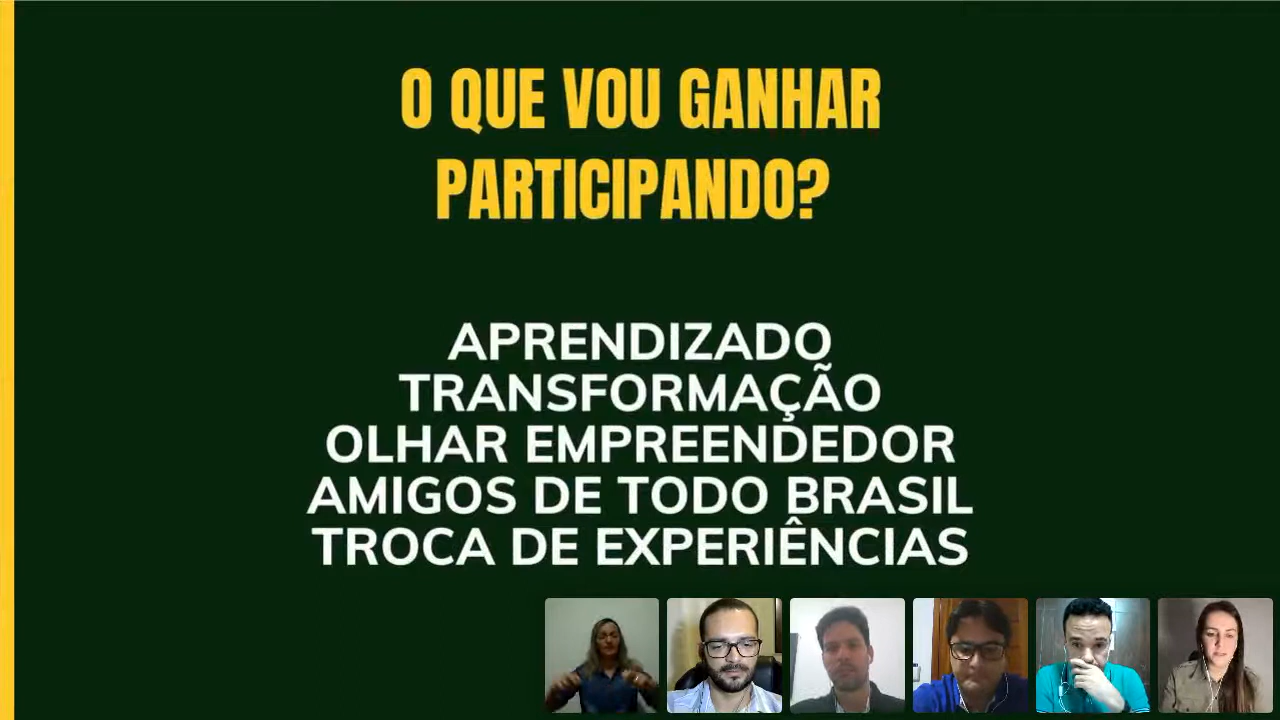 O QUE VOU GANHAR
PARTICIPANDO?
APRENDIZADO
TRANSFORMAÇÃO
OLHAR EMPREENDEDOR
AMIGOS DE TODO BRASIL
TROCA DE EXPERIÊNCIAS